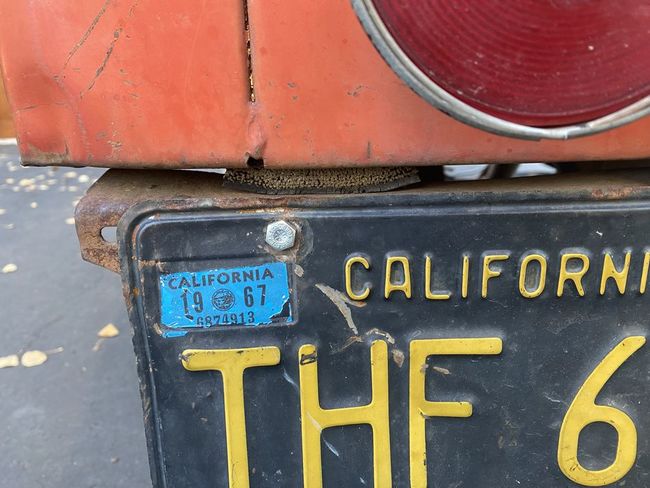 CALIFORNIA
19 67
6874913
CALIFORNI
THF 6